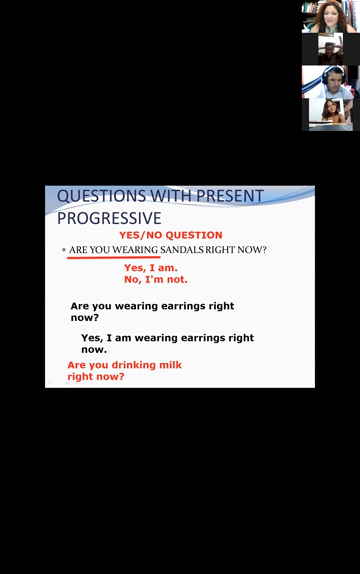 QUESTIONS WITH PRESENT
PROGRESSIVE
YES/NO QUESTION
• ARE YOU WEARING SANDALS RIGHT NOW?
Yes, I am.
No, I'm not.
Are you wearing earrings right
now?
Yes, I am wearing earrings right
now.
Are you drinking milk
right now?